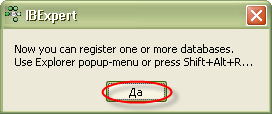 IBExpert
Now you can register one or more databases.
Use Explorer popup-menu or press Shift+Alt+R...
Да